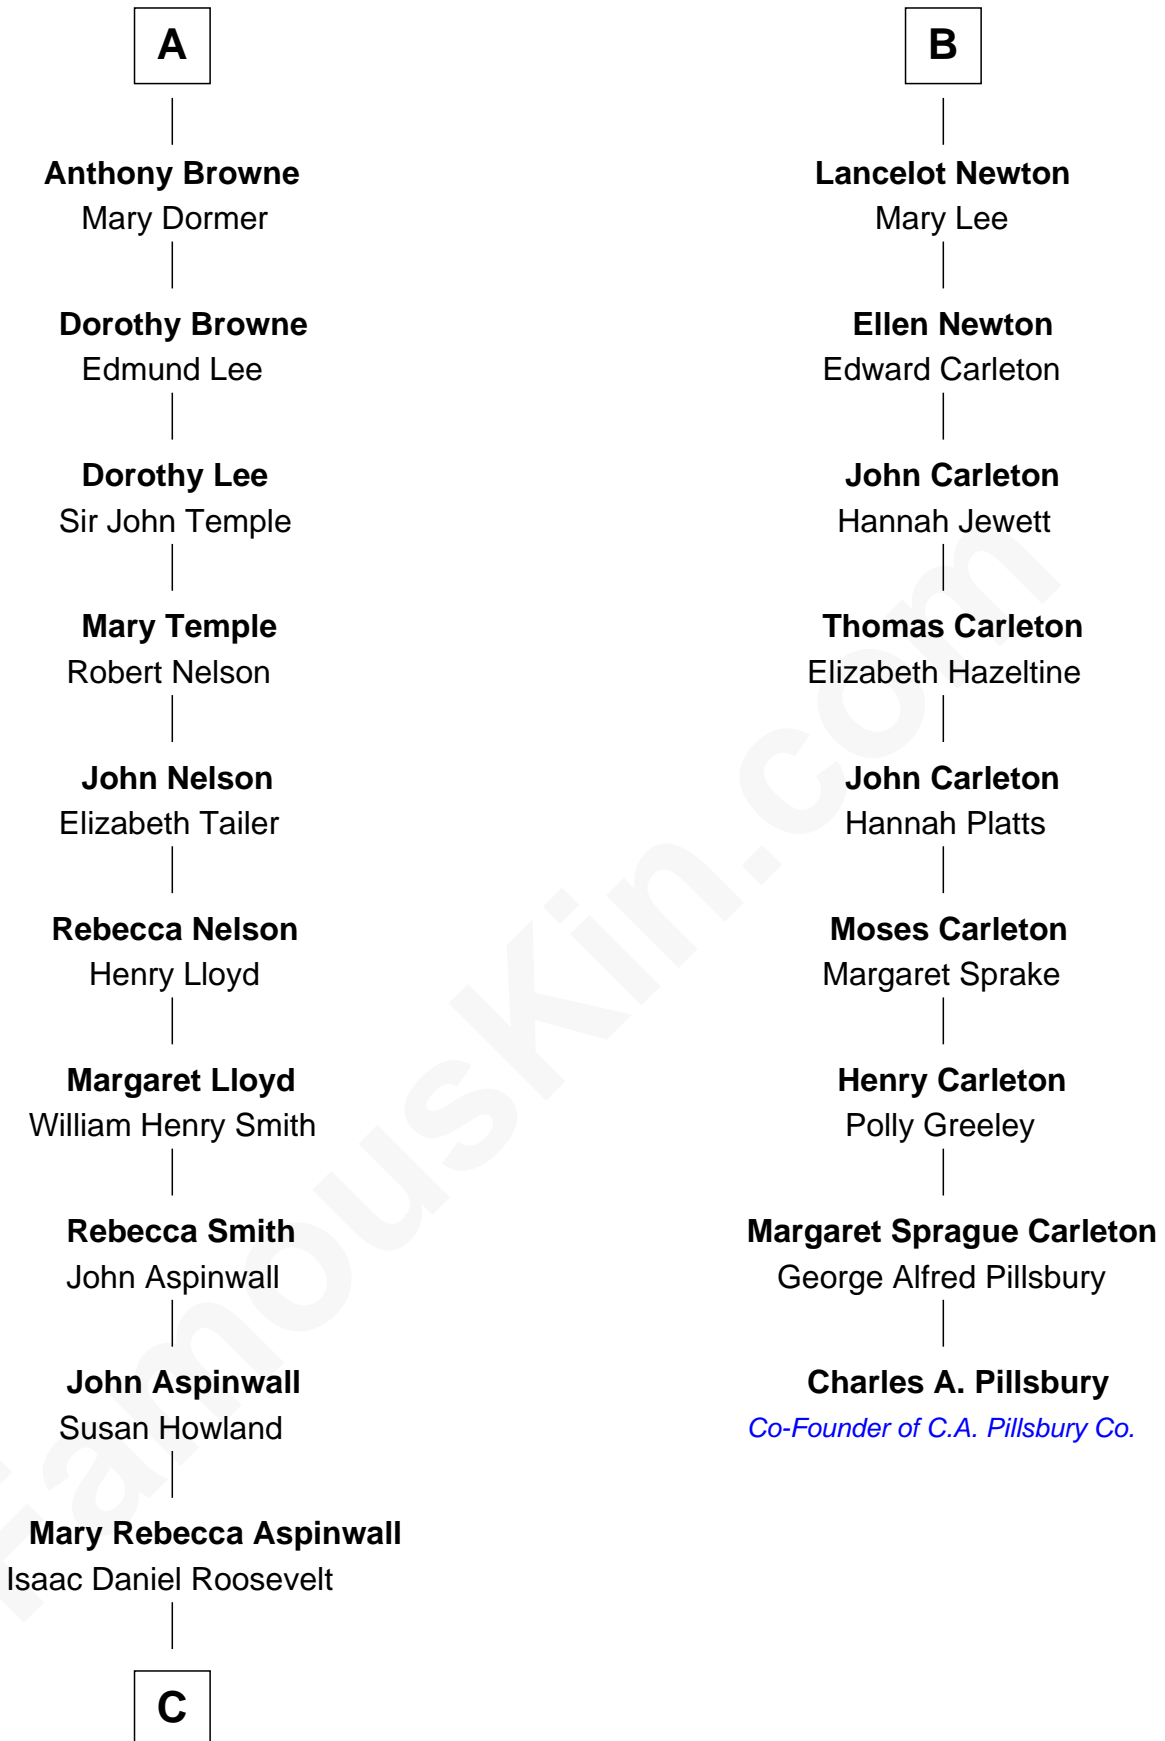 A
Anthony Browne
Mary Dormer
Dorothy Browne
Edmund Lee
Dorothy Lee
Sir John Temple
Mary Temple
Robert Nelson
John Nelson
Elizabeth Tailer
Rebecca Nelson
Henry Lloyd
Margaret Lloyd
William Henry Smith
Rebecca Smith
John Aspinwall
John Aspinwall
Susan Howland
Mary Rebecca Aspinwall
Isaac Daniel Roosevelt
C
B
Lancelot Newton
Mary Lee
Ellen Newton
Edward Carleton
John Carleton
Hannah Jewett
Thomas Carleton
Elizabeth Hazeltine
John Carleton
Hannah Platts
Moses Carleton
Margaret Sprake
Henry Carleton
Polly Greeley
Margaret Sprague Carleton
George Alfred Pillsbury
Charles A. Pillsbury
Co-Founder of C.A. Pillsbury Co.
FamousKin.com